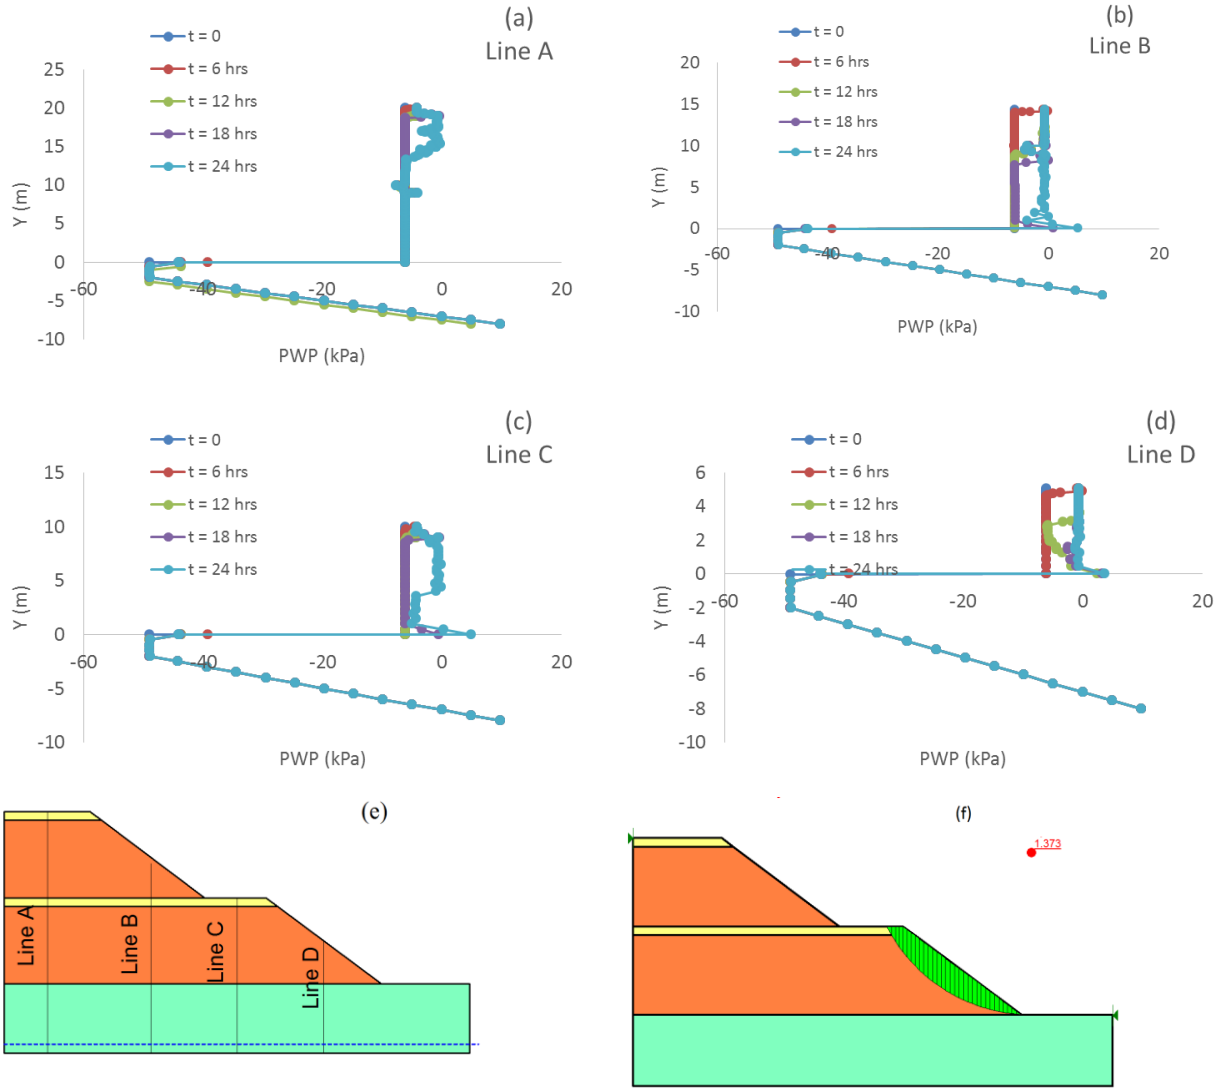 (a)
Line A
t = 0
t = 6 hrs
t = 12 hrs
t = 18 hrs
t = 24 hrs
25
20
15
10
5
0
-5
-10
-60
-40
-20
0
20
Y (m)
PWP (kPa)
(b)
Line B
t = 0
t = 6 hrs
t = 12 hrs
t = 18 hrs
t = 24 hrs
20
15
10
5
0
-5
-10
-60
-40
-20
0
20
Y (m)
PWP (kPa)
(c)
Line C
t = 0
t = 6 hrs
t = 12 hrs
t = 18 hrs
t = 24 hrs
15
10
5
0
-5
-10
-60
-40
-20
0
20
Y (m)
PWP (kPa)
(d)
Line D
t = 0
t = 6 hrs
t = 12 hrs
t = 18 hrs
t = 24 hrs
6
4
2
0
-2
-4
-6
-8
-10
-60
-40
-20
0
20
Y (m)
PWP (kPa)
(e)
Line A
Line B
Line C
Line D
(f)
1.373